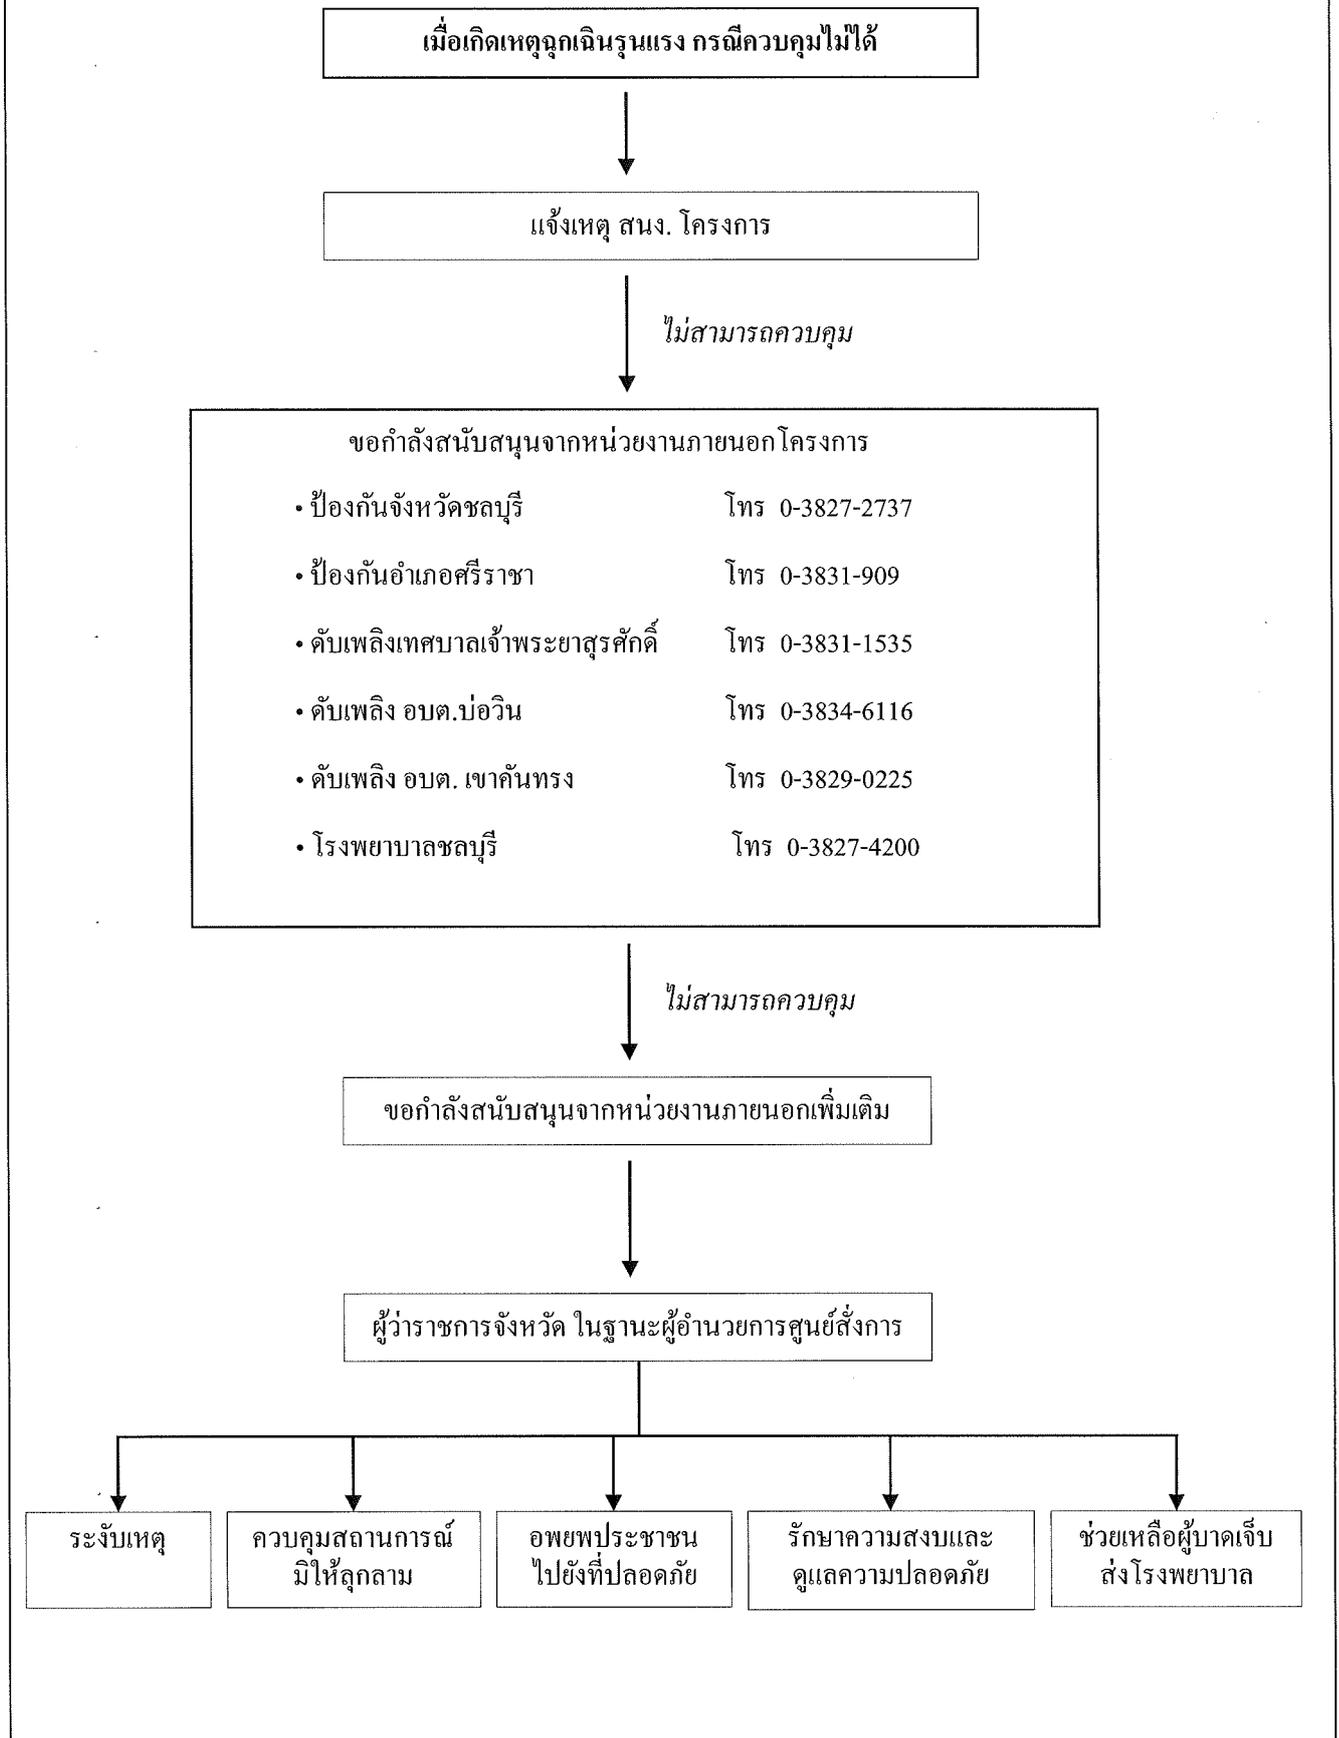 เมื่อเกิดเหตุฉุกเฉินรุนแรง กรณีควบคุมไม่ได้
แจ้งเหตุ สนง. โครงการ
ไม่สามารถควบคุม
ขอกำลังสนับสนุนจากหน่วยงานภายนอกโครงการ
• ป้องกันจังหวัดชลบุรี โทร 0-3827-2737
• ป้องกันอำเภอศรีราชา โทร 0-3831-909
• ดับเพลิงเทศบาลเจ้าพระยาสุรศักดิ์ โทร 0-3831-1535
• ดับเพลิง อบต.บ่อวิน โทร 0-3834-6116
• ดับเพลิง อบต. เขาคันทรง โทร 0-3829-0225
• โรงพยาบาลชลบุรี โทร 0-3827-4200
ไม่สามารถควบคุม
ขอกำลังสนับสนุนจากหน่วยงานภายนอกเพิ่มเติม
ผู้ว่าราชการจังหวัด ในฐานะผู้อำนวยการศูนย์สั่งการ
ระงับเหตุ
ควบคุมสถานการณ์
มิให้ลุกลาม
อพยพประชาชน
ไปยังที่ปลอดภัย
รักษาความสงบและ
ดูแลความปลอดภัย
ช่วยเหลือผู้บาดเจ็บ
ส่งโรงพยาบาล